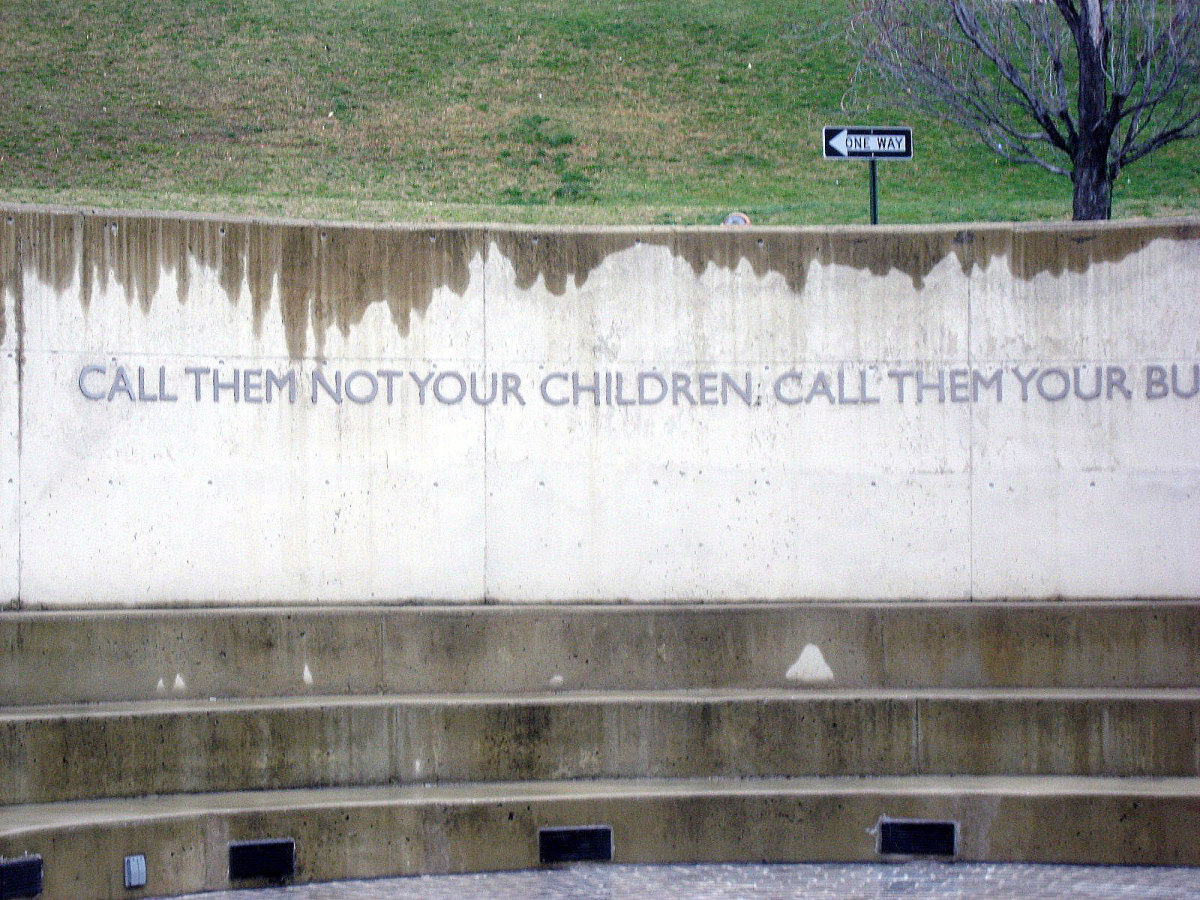 ONE WAY
CALL THEM NOT YOUR CHILDREN, CALL THEM YOUR BU